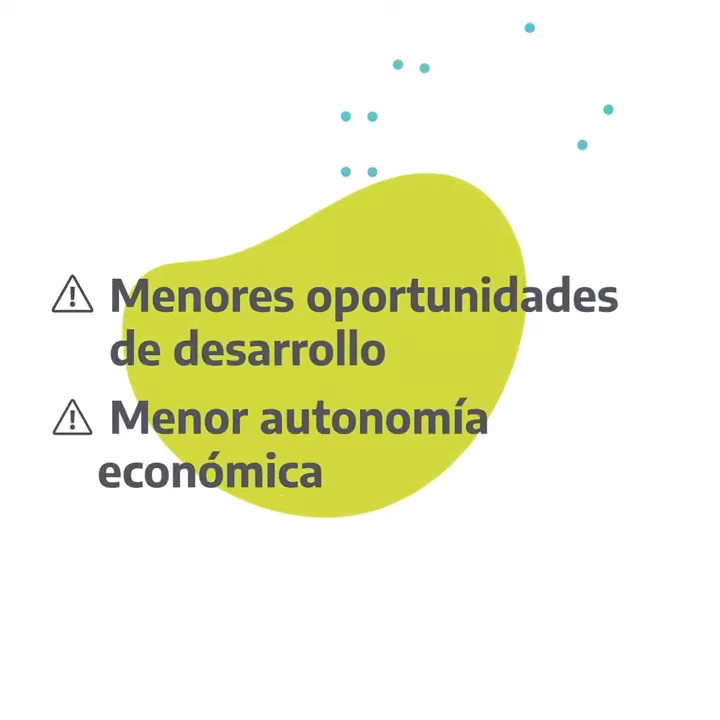 Menores oportunidades
de desarrollo
Menor autonomía
económica